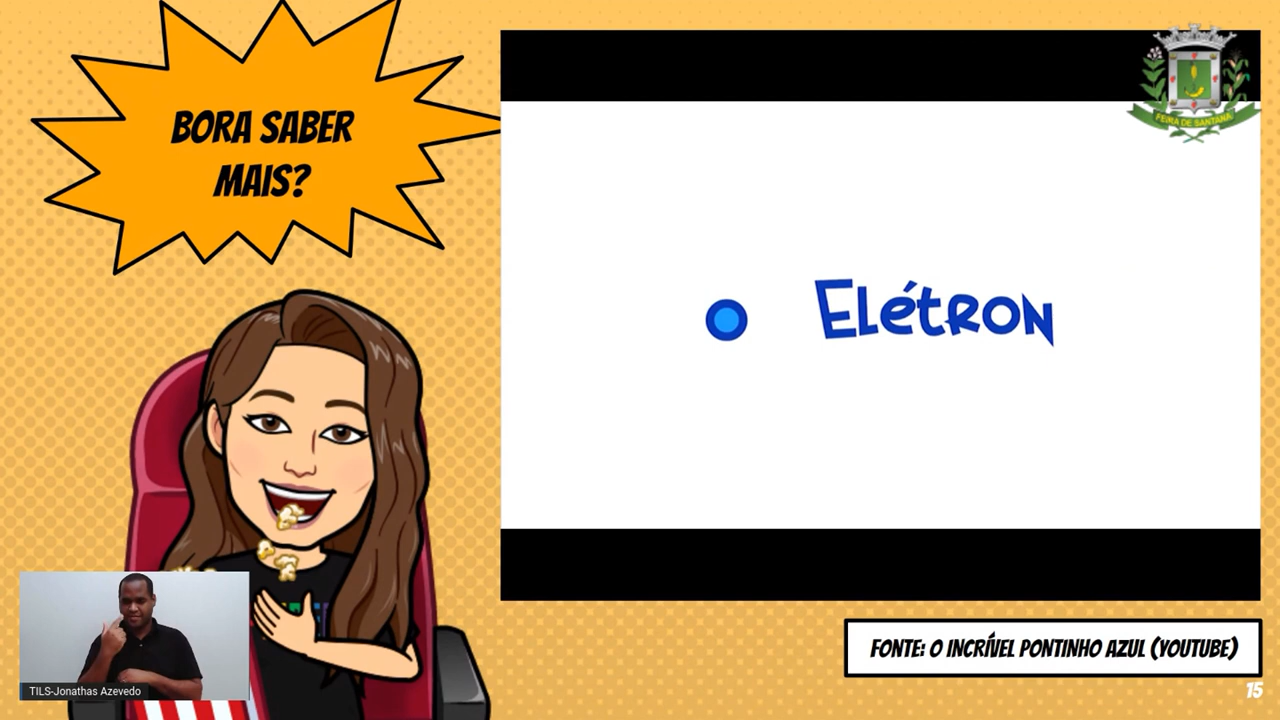 BORA SABER
MAIS?
FEIRA DE SANTANA
Elétron
TILS-Jonathas Azevedo
FONTE: O INCRÍVEL PONTINHO AZUL (YOUTUBE)
15